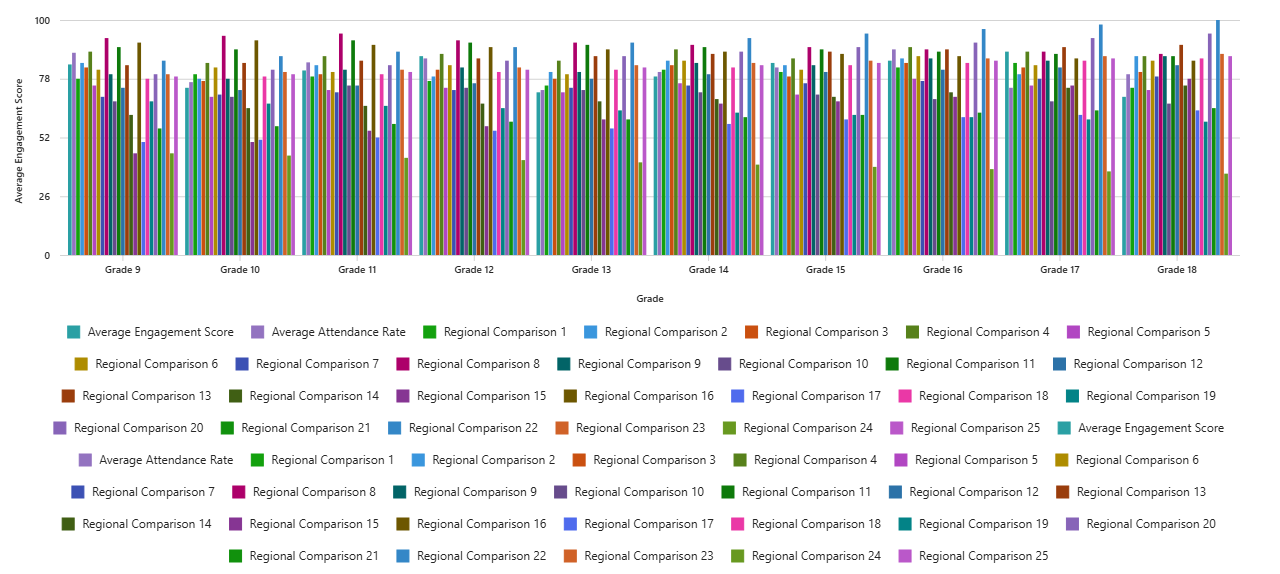 Average Engagement Score
100
78
52
26
0
Grade 9 Grade 10 Grade 11 Grade 12 Grade 13 Grade 14 Grade 15 Grade 16 Grade 17 Grade 18
Grade
Average Engagement Score Average Attendance Rate Regional Comparison 1 Regional Comparison 2 Regional Comparison 3 Regional Comparison 4 Regional Comparison 5
Regional Comparison 6 Regional Comparison 7 Regional Comparison 8 Regional Comparison 9 Regional Comparison 10 Regional Comparison 11 Regional Comparison 12
Regional Comparison 13 Regional Comparison 14 Regional Comparison 15 Regional Comparison 16 Regional Comparison 17 Regional Comparison 18 Regional Comparison 19
Regional Comparison 20 Regional Comparison 21 Regional Comparison 22 Regional Comparison 23 Regional Comparison 24 Regional Comparison 25 Average Engagement Score
Average Attendance Rate Regional Comparison 1 Regional Comparison 2 Regional Comparison 3 Regional Comparison 4 Regional Comparison 5 Regional Comparison 6
Regional Comparison 7 Regional Comparison 8 Regional Comparison 9 Regional Comparison 10 Regional Comparison 11 Regional Comparison 12 Regional Comparison 13
Regional Comparison 14 Regional Comparison 15 Regional Comparison 16 Regional Comparison 17 Regional Comparison 18 Regional Comparison 19 Regional Comparison 20
Regional Comparison 21 Regional Comparison 22 Regional Comparison 23 Regional Comparison 24 Regional Comparison 25